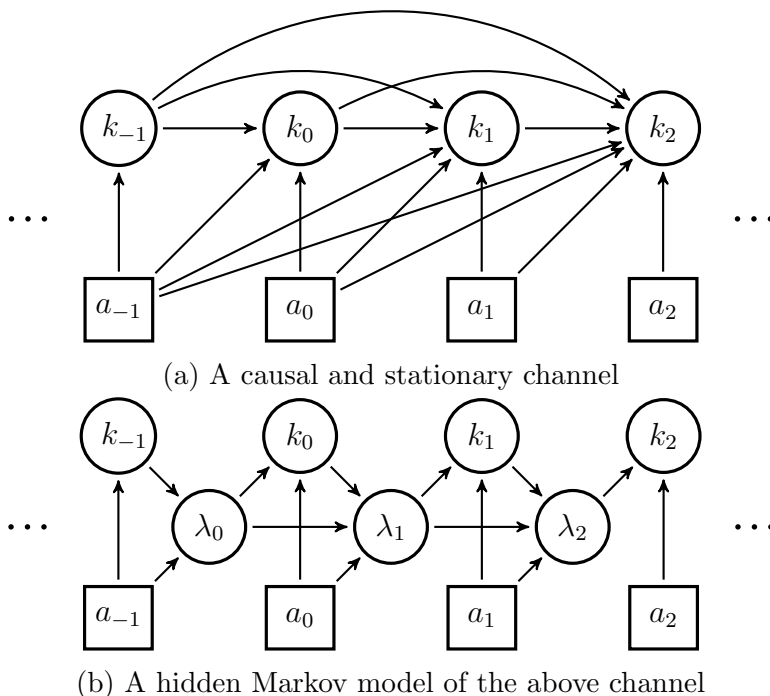 k₋₁ k₀ k₁ k₂
... ...
a₋₁ a₀ a₁ a₂
(a) A causal and stationary channel
k₋₁ k₀ k₁ k₂
... λ₀ λ₁ λ₂ ...
a₋₁ a₀ a₁ a₂
(b) A hidden Markov model of the above channel